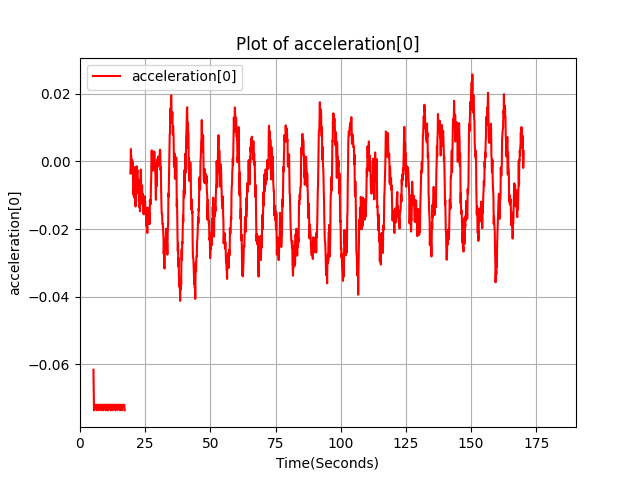 Plot of acceleration[0]
acceleration[0]
0.02
0.00
−0.02
−0.04
−0.06
acceleration[0]
0 25 50 75 100 125 150 175
Time(Seconds)